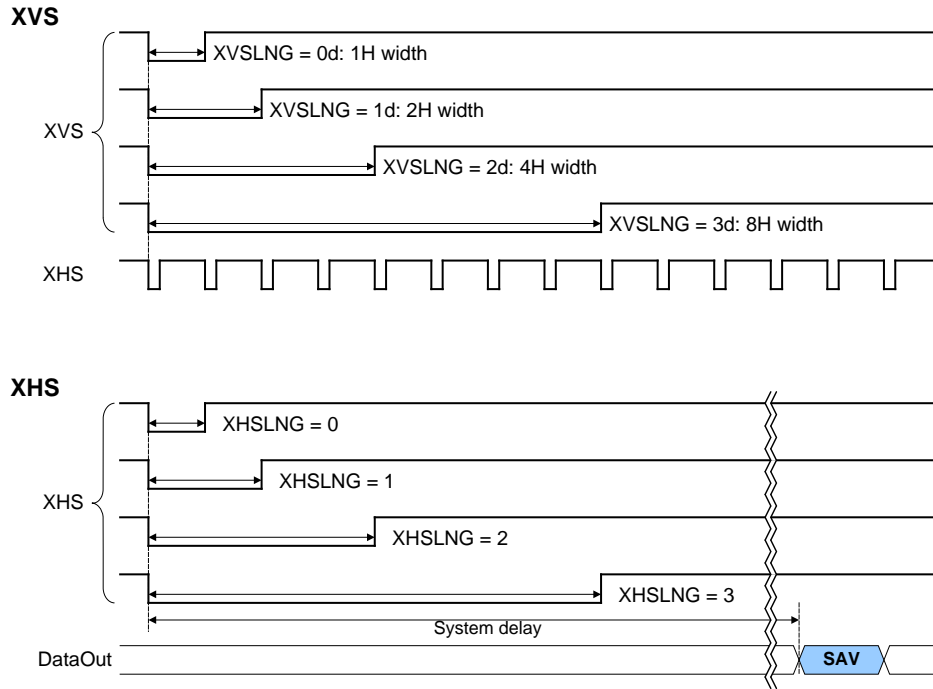 XVS
XVSLNG = 0d: 1H width
XVSLNG = 1d: 2H width
XVS
XVSLNG = 2d: 4H width
XVSLNG = 3d: 8H width
XHS
XHS
XHSLNG = 0
XHSLNG = 1
XHS
XHSLNG = 2
XHSLNG = 3
System delay
DataOut
SAV